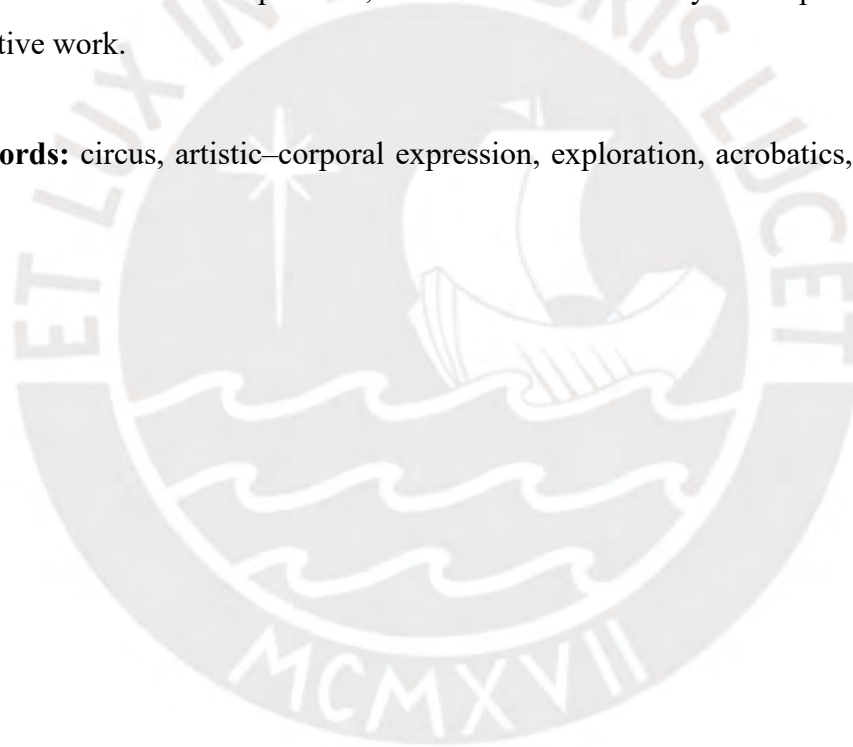 tive work.
ords: circus, artistic–corporal expression, exploration, acrobatics,
ET LUX IN TENEBRIS LUCET
MCMXVII